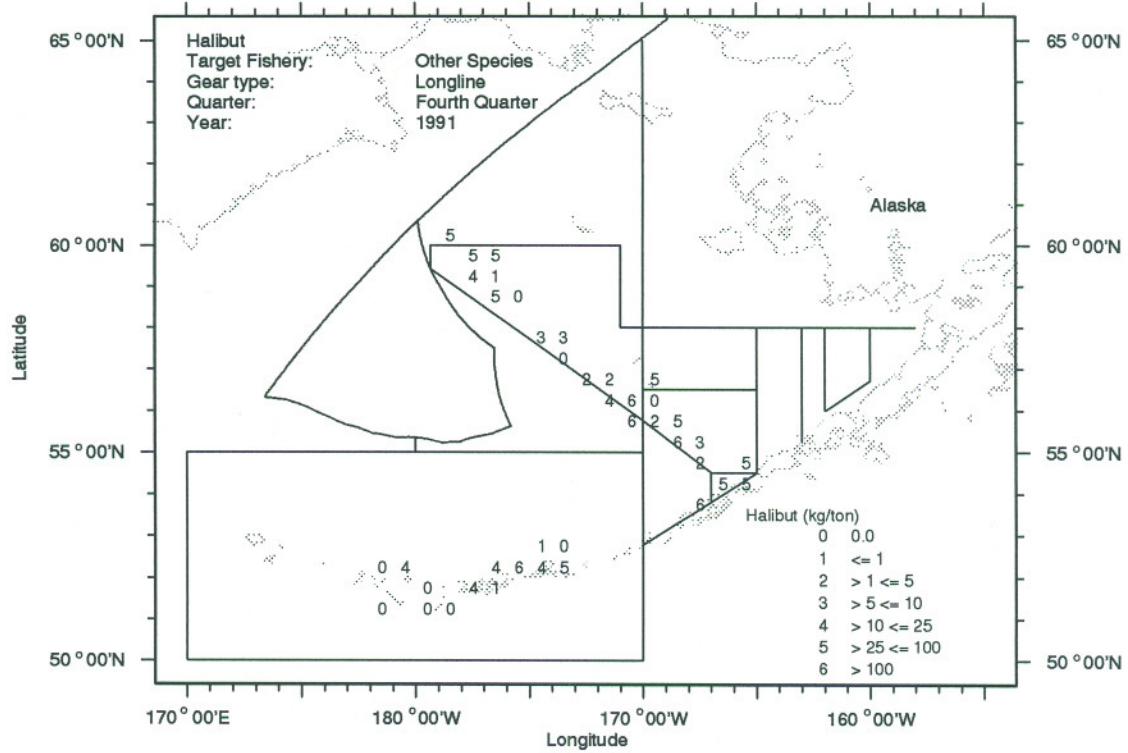 65 °00'N
65 °00'N
Halibut
Target Fishery: Other Species
Gear type: Longline
Quarter: Fourth Quarter
Year: 1991
Alaska
60 °00'N
5
60 °00'N
5 5
4 1
5 0
3 3
0
2 2 5
4 6 0
6 2 5
6 3
55 °00'N
2 5
55 °00'N
5 5
6
Halibut (kg/ton)
0 0.0
1 <= 1
2 > 1 <= 5
3 > 5 <= 10
4 > 10 <= 25
5 > 25 <= 100
6 > 100
1 0
0 4 4 6 4 5
0 4 1
0 0 0
50 °00'N
50 °00'N
170 °00'E
180 °00'W
170 °00'W
160 °00'W
Latitude
Longitude